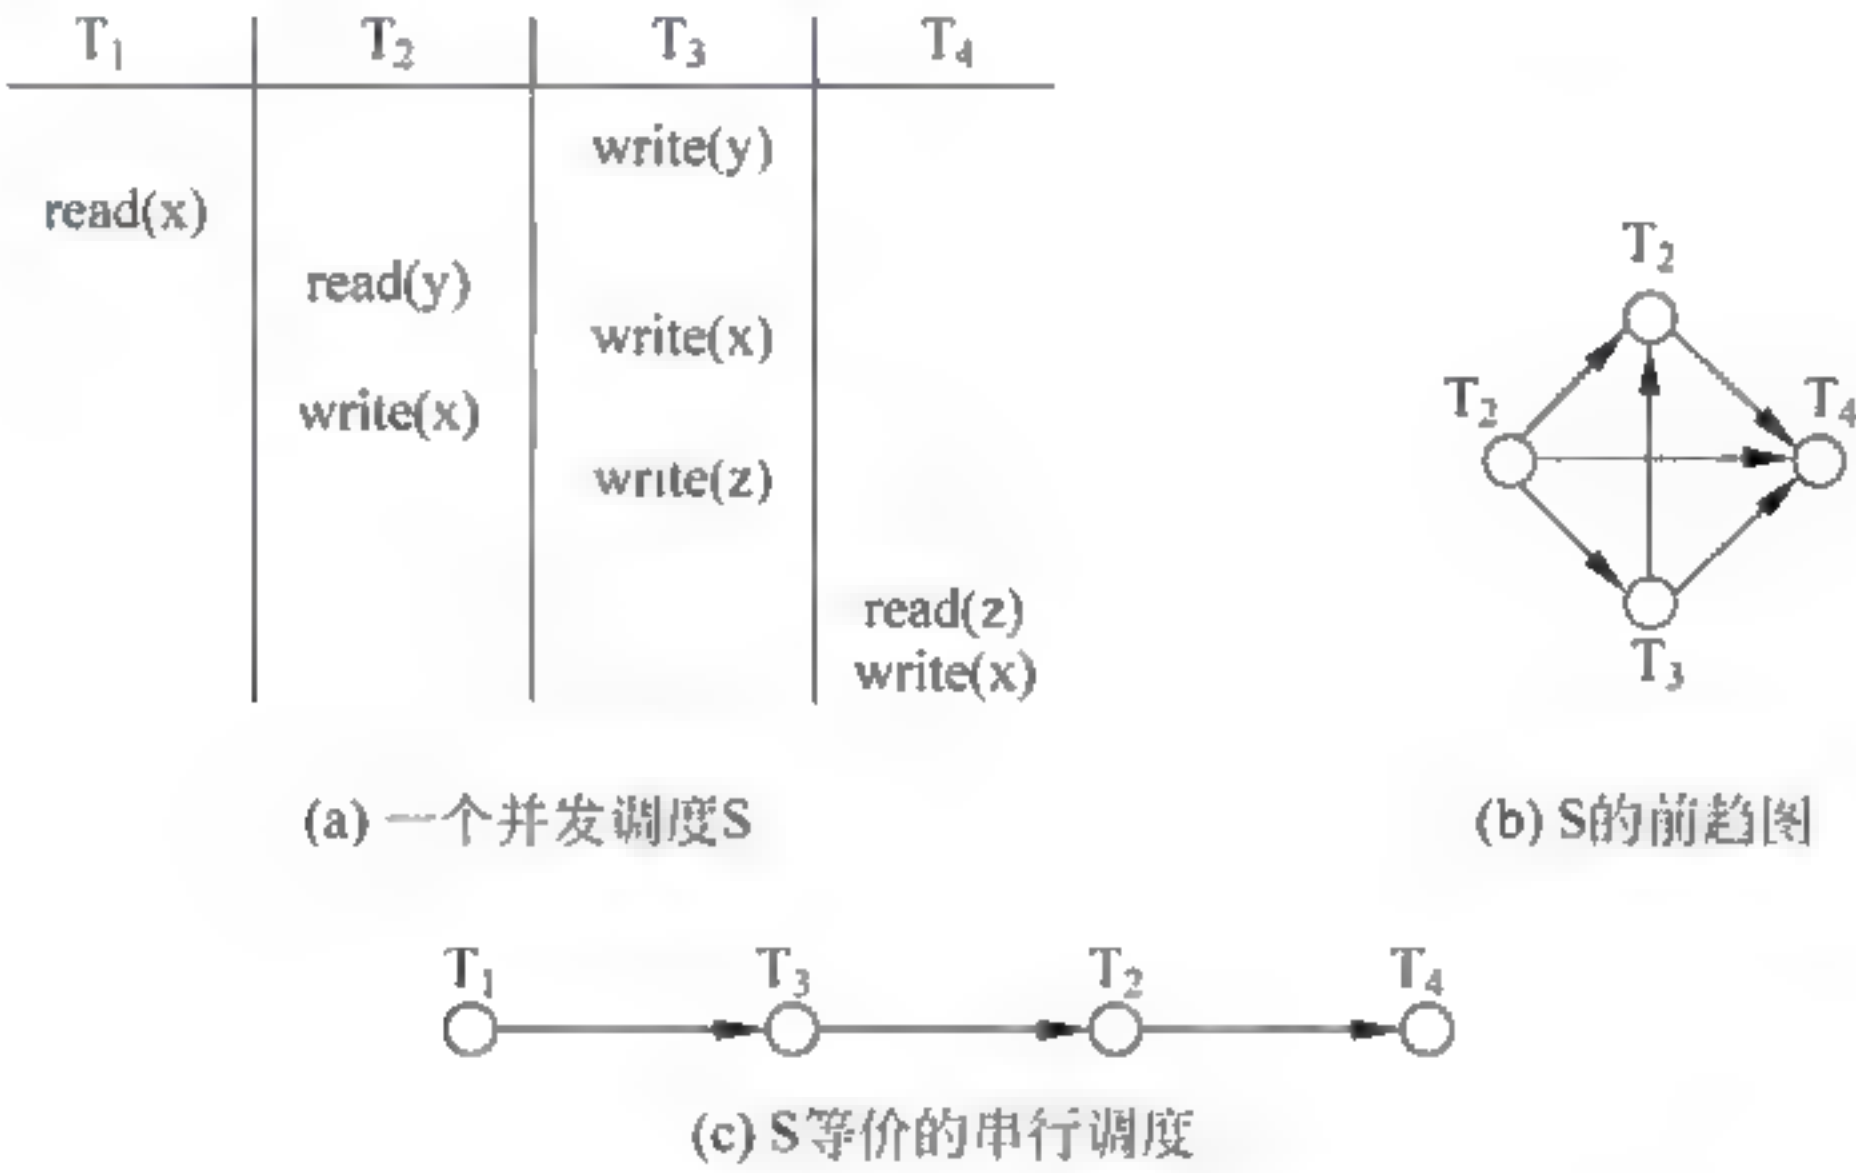 T₁ T₂ T₃ T₄
write(y)
read(x)
read(y)
write(x)
write(x)
write(z)
read(z)
write(x)
T₂
T₂ T₄
T₃
(a) 一个并发调度S
(b) S的前趋图
T₁ T₃ T₂ T₄
(c) S等价的串行调度